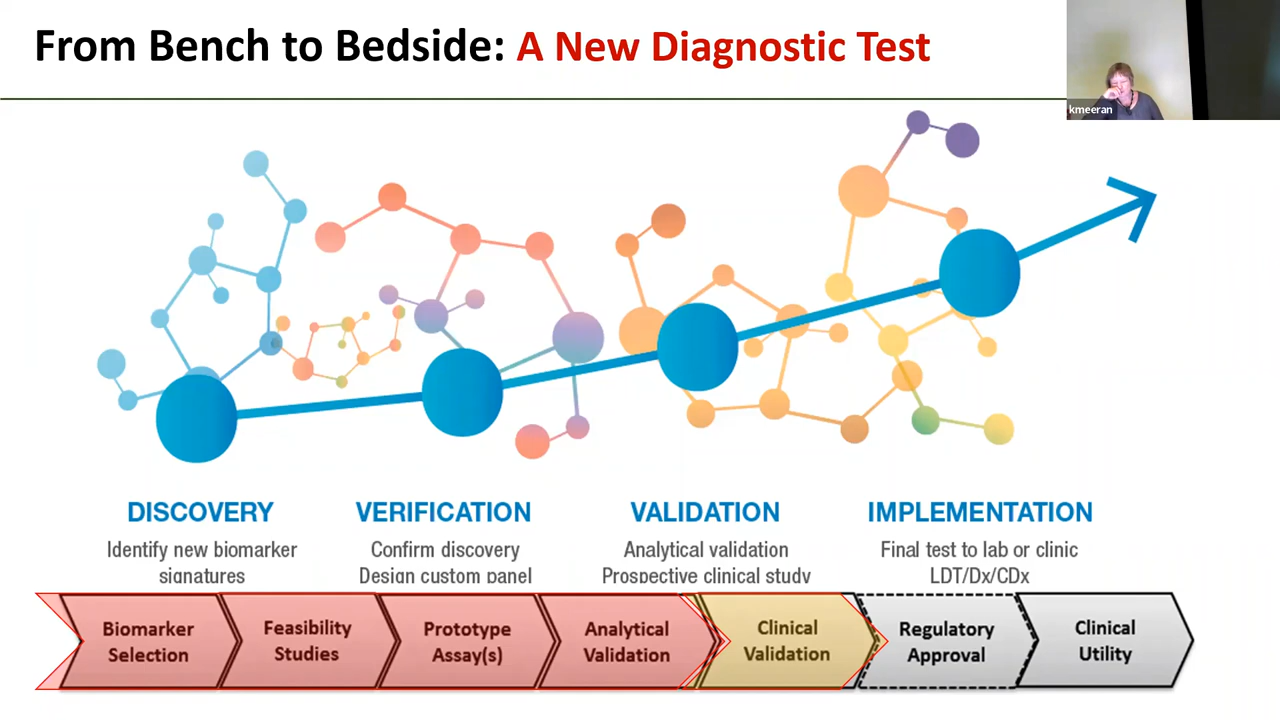 From Bench to Bedside: A New Diagnostic Test
kmeeran
DISCOVERY
Identify new biomarker
signatures
VERIFICATION
Confirm discovery
Design custom panel
VALIDATION
Analytical validation
Prospective clinical study
IMPLEMENTATION
Final test to lab or clinic
LDT/Dx/CDx
Biomarker
Selection
Feasibility
Studies
Prototype
Assay(s)
Analytical
Validation
Clinical
Validation
Regulatory
Approval
Clinical
Utility